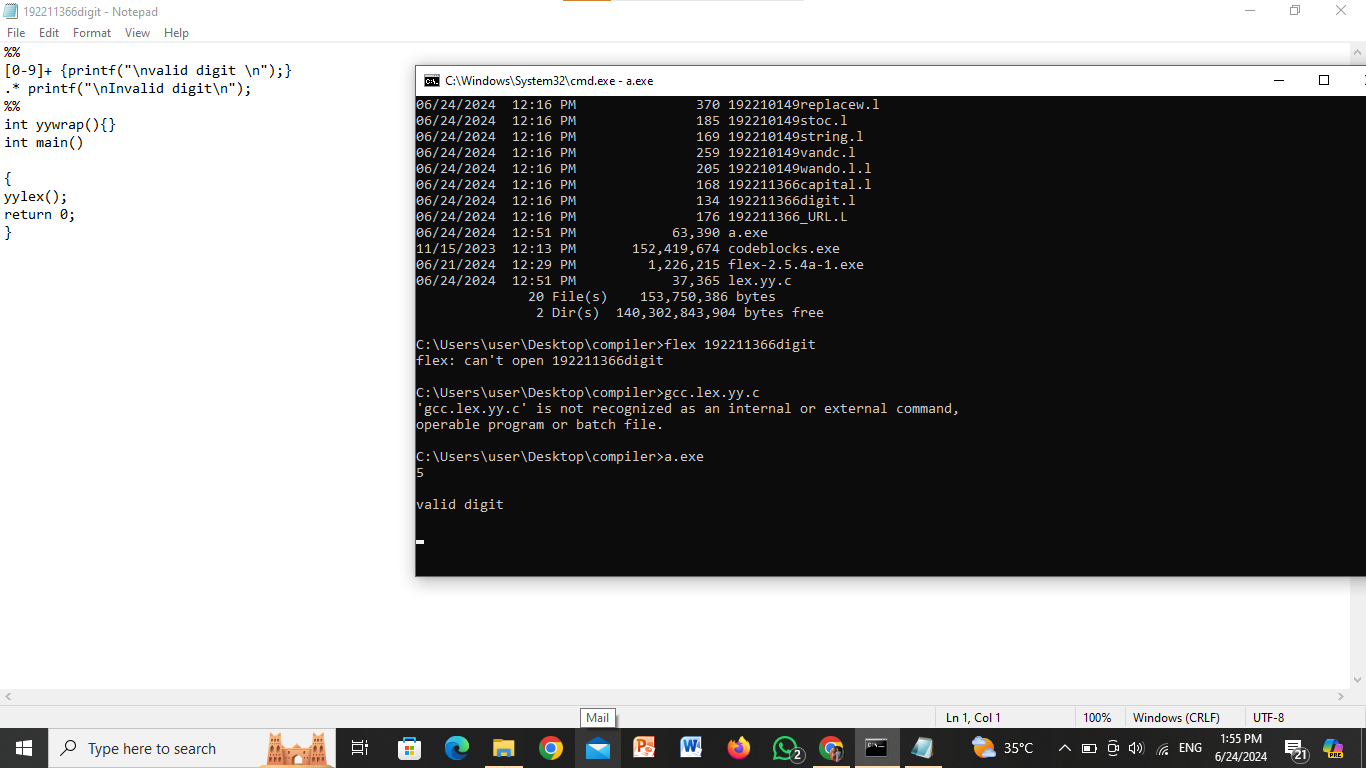 192211366digit - Notepad
File Edit Format View Help
%%
[0-9]+ {printf("\nvalid digit \n");}
.* printf("\nInvalid digit\n");
%%
int yywrap(){}
int main()
{
yylex();
return 0;
}
C:\Windows\System32\cmd.exe - a.exe
06/24/2024  12:16 PM               370 192210149replacew.l
06/24/2024  12:16 PM               185 192210149stoc.l
06/24/2024  12:16 PM               169 192210149string.l
06/24/2024  12:16 PM               259 192210149vandc.l
06/24/2024  12:16 PM               205 192210149wando.l.l
06/24/2024  12:16 PM               168 192211366capital.l
06/24/2024  12:16 PM               134 192211366digit.l
06/24/2024  12:16 PM               176 192211366_URL.L
06/24/2024  12:51 PM            63,390 a.exe
11/15/2023  12:13 PM       152,419,674 codeblocks.exe
06/21/2024  12:29 PM         1,226,215 flex-2.5.4a-1.exe
06/24/2024  12:51 PM            37,365 lex.yy.c
20 File(s)    153,750,386 bytes
2 Dir(s)  140,302,843,904 bytes free
C:\Users\user\Desktop\compiler>flex 192211366digit
flex: can't open 192211366digit
C:\Users\user\Desktop\compiler>gcc.lex.yy.c
'gcc.lex.yy.c' is not recognized as an internal or external command,
operable program or batch file.
C:\Users\user\Desktop\compiler>a.exe
5
valid digit
Ln 1, Col 1
100%
Windows (CRLF)
UTF-8
Mail
Type here to search
2
35°C
ENG
1:55 PM
6/24/2024
21
PRE